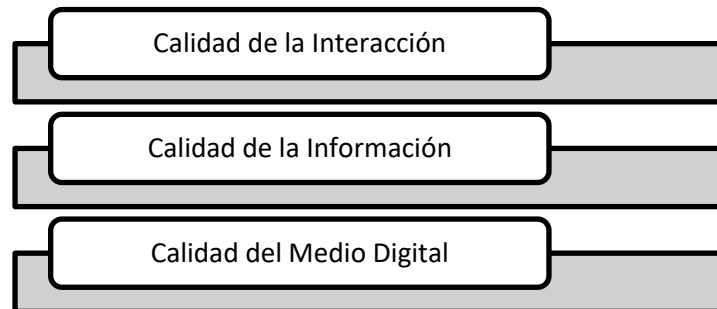 Calidad de la Interacción
Calidad de la Información
Calidad del Medio Digital